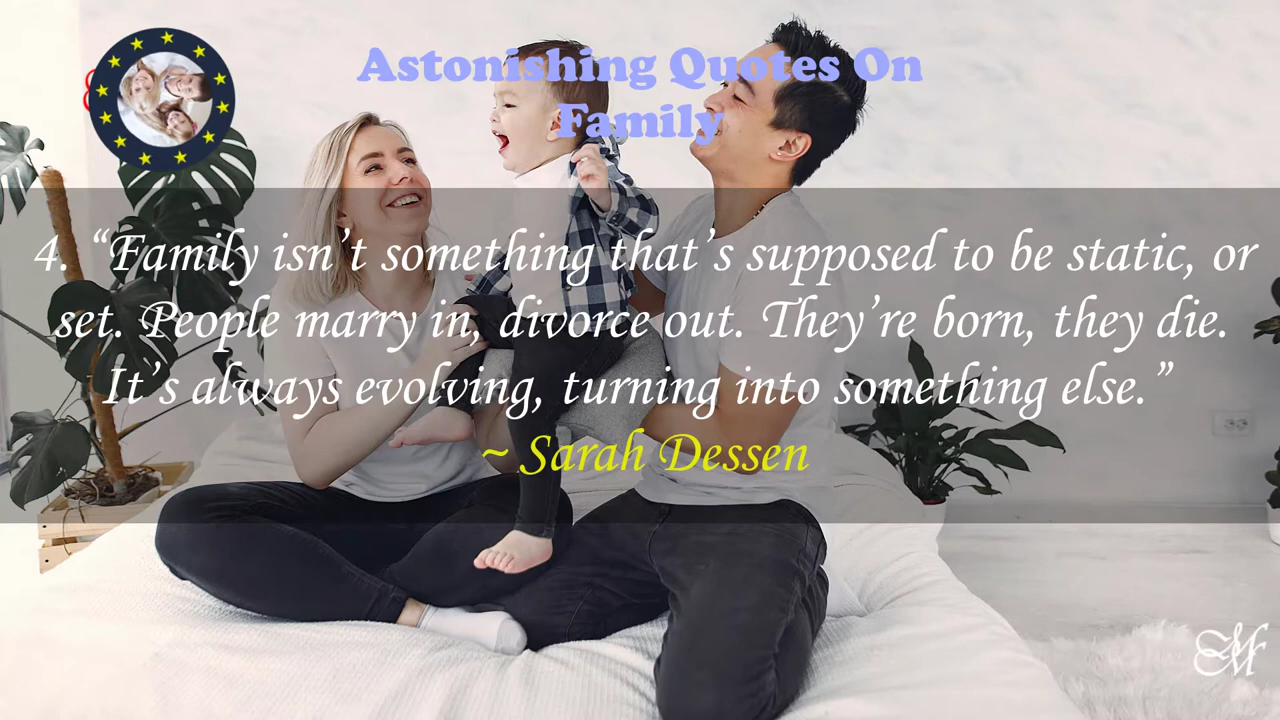 Astonishing Quotes On
Family
4. “Family isn’t something that’s supposed to be static, or
set. People marry in, divorce out. They’re born, they die.
It’s always evolving, turning into something else.”
~ Sarah Dessen